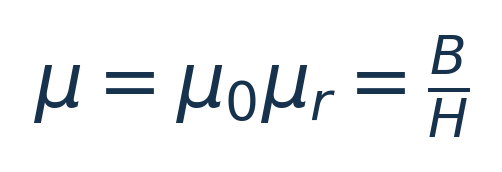 μ = μ₀μᵣ = B/H